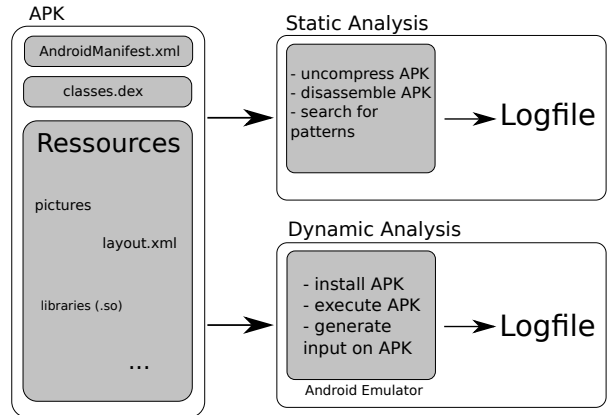 APK
AndroidManifest.xml
classes.dex
Ressources
pictures
layout.xml
libraries (.so)
...
Static Analysis
- uncompress APK
- disassemble APK
- search for
patterns
Logfile
Dynamic Analysis
- install APK
- execute APK
- generate
input on APK
Android Emulator
Logfile